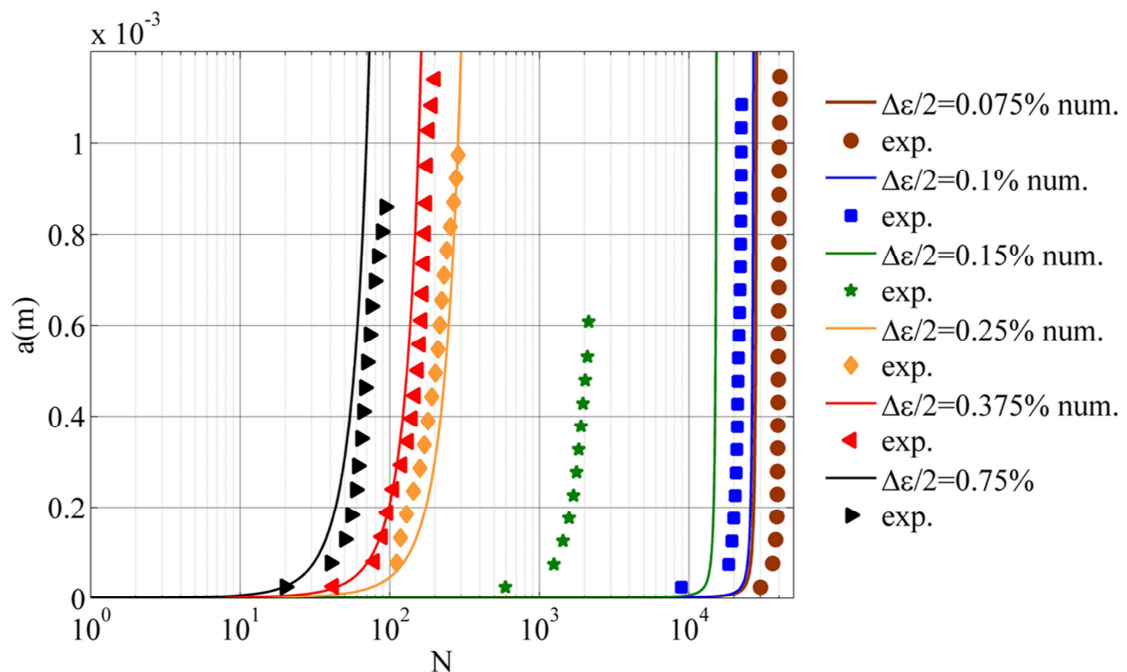 x 10⁻³
1
0.8
0.6
0.4
0.2
0
a(m)
10⁰
10¹
10²
10³
10⁴
N
Δε/2=0.075% num.
exp.
Δε/2=0.1% num.
exp.
Δε/2=0.15% num.
exp.
Δε/2=0.25% num.
exp.
Δε/2=0.375% num.
exp.
Δε/2=0.75%
exp.